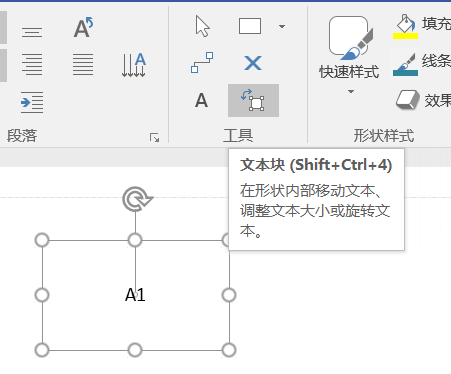 填充
快速样式
线条
A
效果
段落
工具
形状样式
文本块 (Shift+Ctrl+4)
在形状内部移动文本、
调整文本大小或旋转文
本。
A1